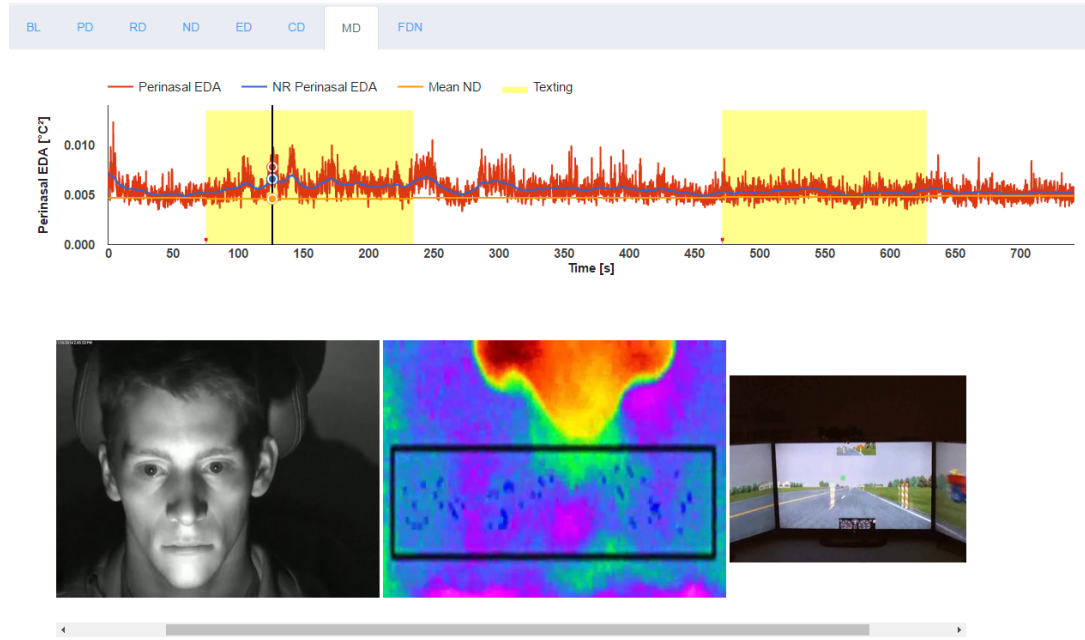 BL PD RD ND ED CD MD FDN
Perinasal EDA NR Perinasal EDA Mean ND Texting
Perinasal EDA [°C²]
0.010
0.005
0.000
0 50 100 150 200 250 300 350 400 450 500 550 600 650 700
Time [s]